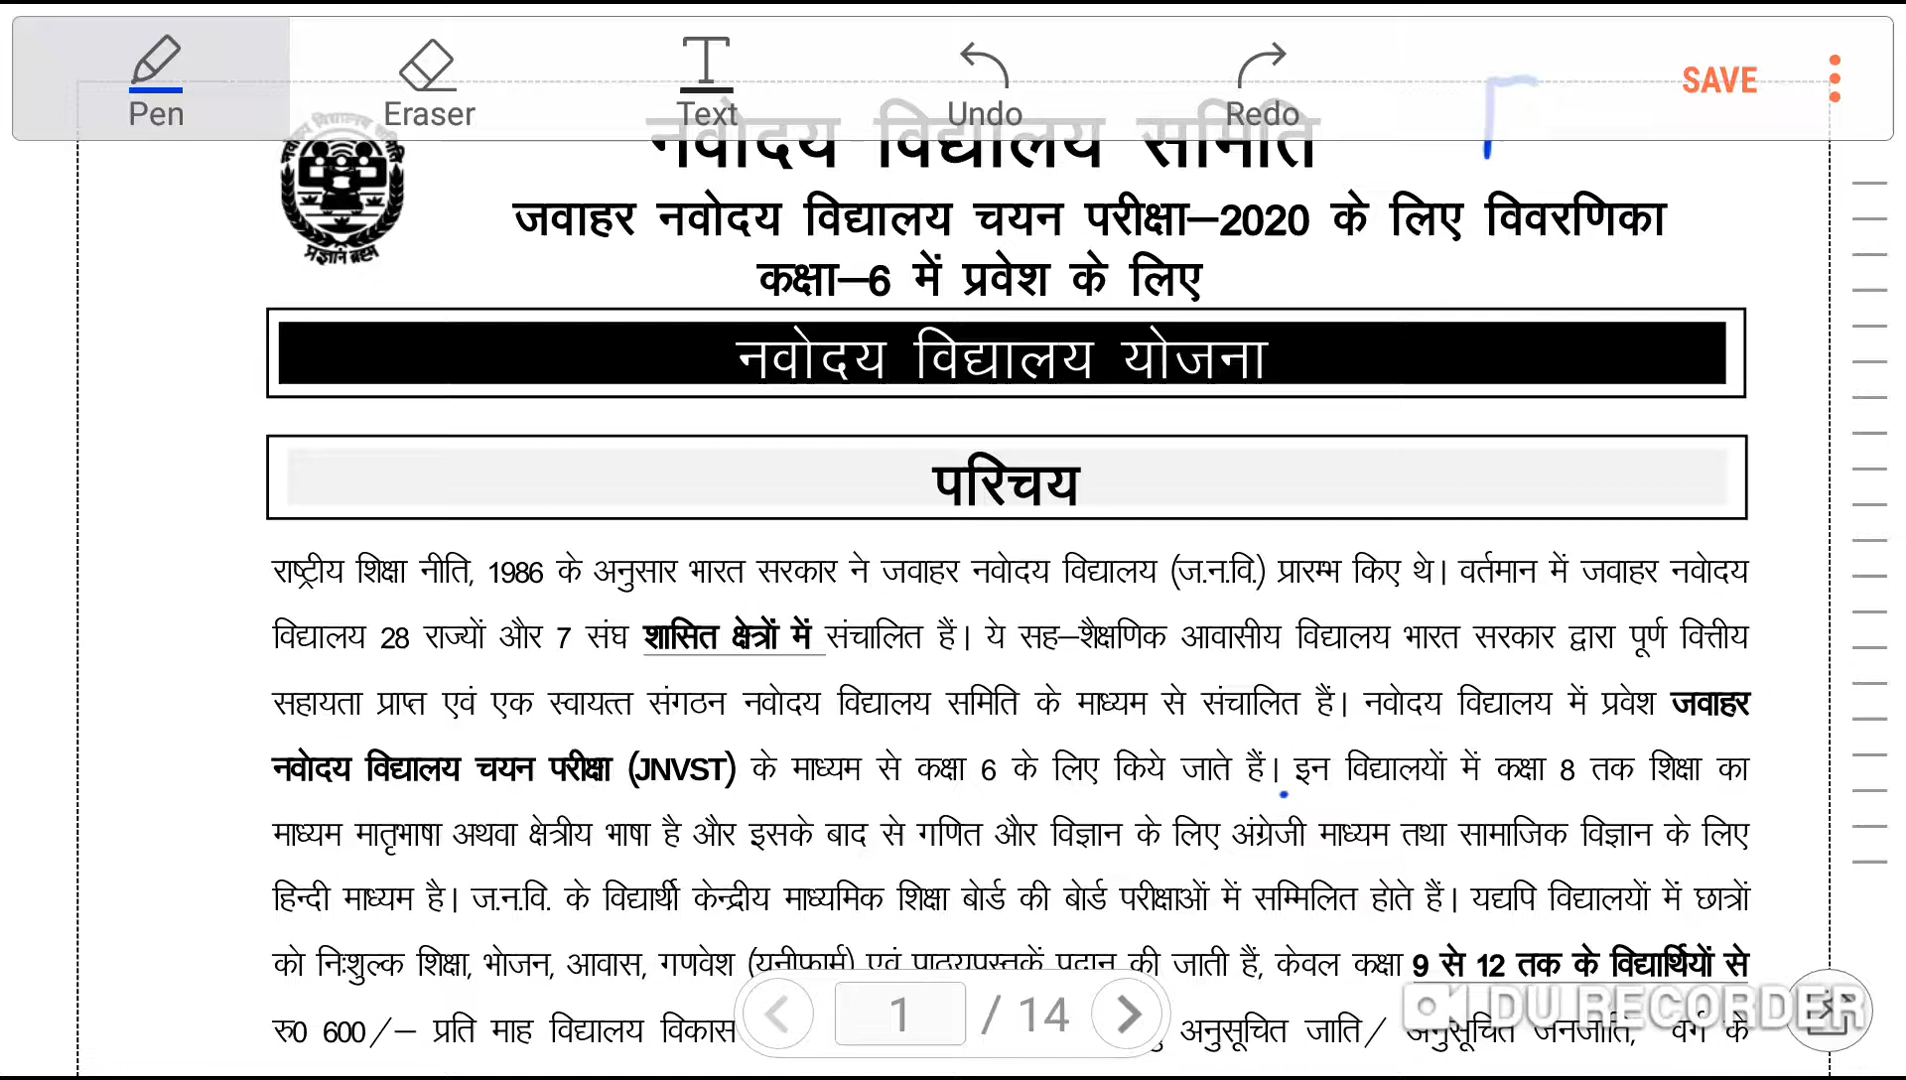 Pen Eraser Text Undo Redo SAVE
नवोदय विद्यालय समिति
प्रज्ञानं ब्रह्म
जवाहर नवोदय विद्यालय चयन परीक्षा–2020 के लिए विवरणिका
कक्षा–6 में प्रवेश के लिए
नवोदय विद्यालय योजना
परिचय
राष्ट्रीय शिक्षा नीति, 1986 के अनुसार भारत सरकार ने जवाहर नवोदय विद्यालय (ज.न.वि.) प्रारम्भ किए थे। वर्तमान में जवाहर नवोदय
विद्यालय 28 राज्यों और 7 संघ शासित क्षेत्रों में संचालित हैं। ये सह–शैक्षणिक आवासीय विद्यालय भारत सरकार द्वारा पूर्ण वित्तीय
सहायता प्राप्त एवं एक स्वायत्त संगठन नवोदय विद्यालय समिति के माध्यम से संचालित हैं। नवोदय विद्यालय में प्रवेश जवाहर
नवोदय विद्यालय चयन परीक्षा (JNVST) के माध्यम से कक्षा 6 के लिए किये जाते हैं। इन विद्यालयों में कक्षा 8 तक शिक्षा का
माध्यम मातृभाषा अथवा क्षेत्रीय भाषा है और इसके बाद से गणित और विज्ञान के लिए अंग्रेजी माध्यम तथा सामाजिक विज्ञान के लिए
हिन्दी माध्यम है। ज.न.वि. के विद्यार्थी केन्द्रीय माध्यमिक शिक्षा बोर्ड की बोर्ड परीक्षाओं में सम्मिलित होते हैं। यद्यपि विद्यालयों में छात्रों
को निःशुल्क शिक्षा, भोजन, आवास, गणवेश (यूनीफार्म) एवं पाठ्यपुस्तकें प्रदान की जाती हैं, केवल कक्षा 9 से 12 तक के विद्यार्थियों से
रु0 600/– प्रति माह विद्यालय विकास अनुसूचित जाति/ अनुसूचित जनजाति, वर्ग के
1 / 14
DU RECORDER